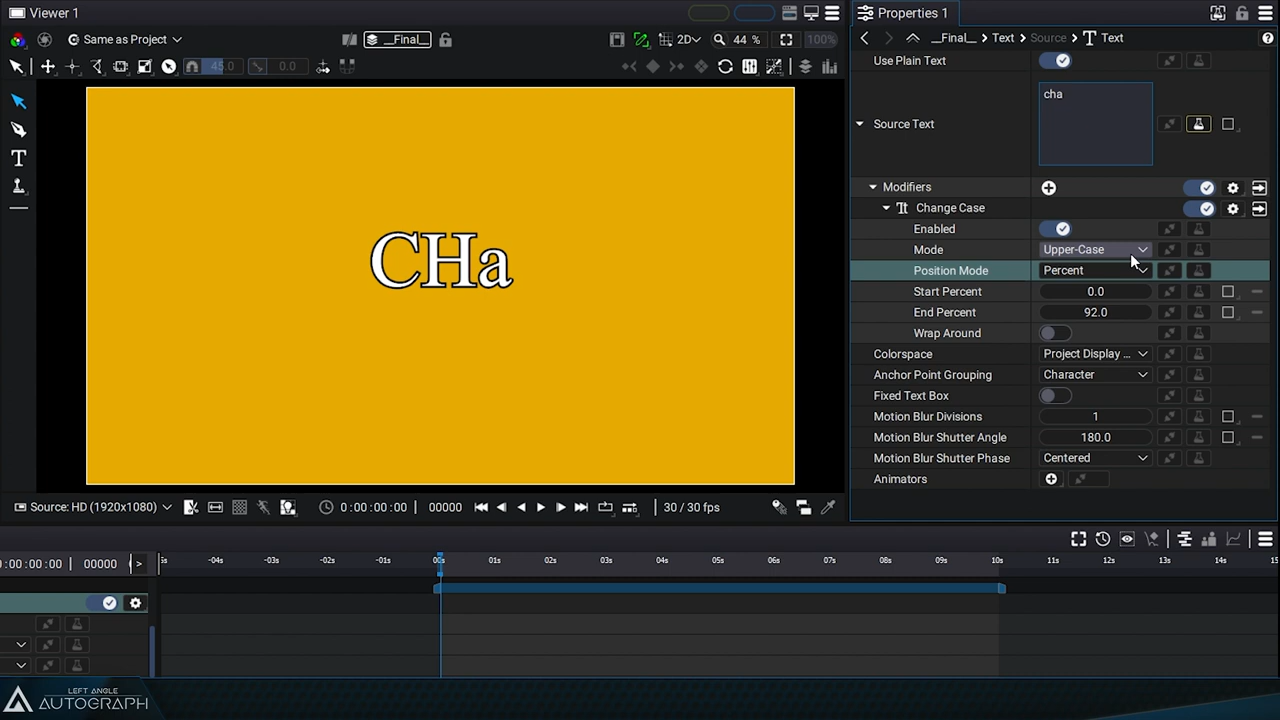 Viewer 1
Properties 1
Same as Project
__Final__
2D
44 %
100%
__Final__ > Text > Source > Text
45.0
0.0
Use Plain Text
cha
Source Text
Modifiers
Change Case
Enabled
Mode
Upper-Case
Position Mode
Percent
Start Percent
0.0
End Percent
92.0
Wrap Around
Colorspace
Project Display ...
Anchor Point Grouping
Character
Fixed Text Box
Motion Blur Divisions
1
Motion Blur Shutter Angle
180.0
Motion Blur Shutter Phase
Centered
Animators
CHa
Source: HD (1920x1080)
0:00:00:00
00000
30 / 30 fps
0:00:00:00
00000
-04s
-03s
-02s
-01s
00s
01s
02s
03s
04s
05s
06s
07s
08s
09s
10s
11s
12s
13s
14s
LEFT ANGLE
AUTOGRAPH